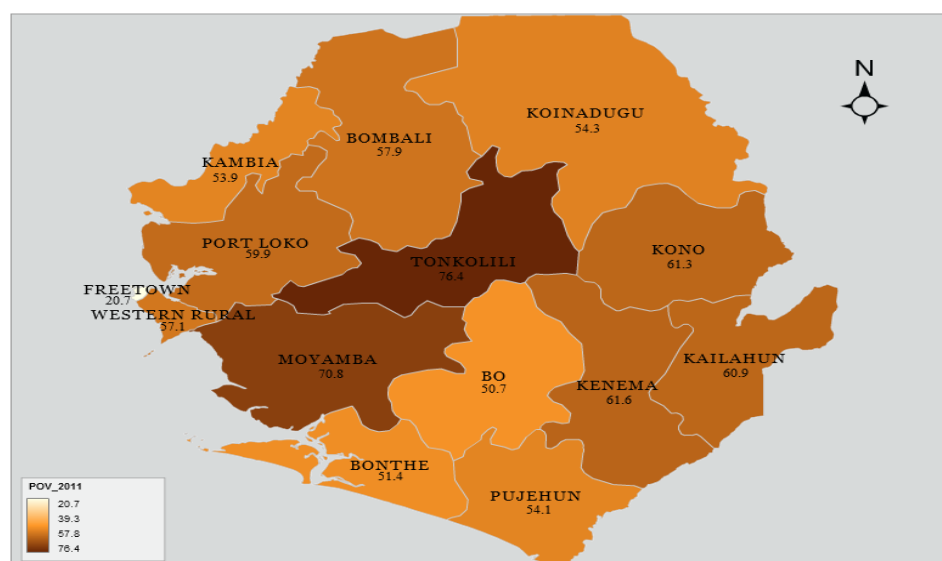 N
KOINADUGU
54.3
BOMBALI
57.9
KAMBIA
53.9
PORT LOKO
59.9
KONO
61.3
TONKOLILI
76.4
FREETOWN
20.7
WESTERN RURAL
57.1
MOYAMBA
70.8
BO
50.7
KENEMA
61.6
KAILAHUN
60.9
BONTHE
51.4
PUJEHUN
54.1
POV_2011
20.7
39.3
57.8
76.4